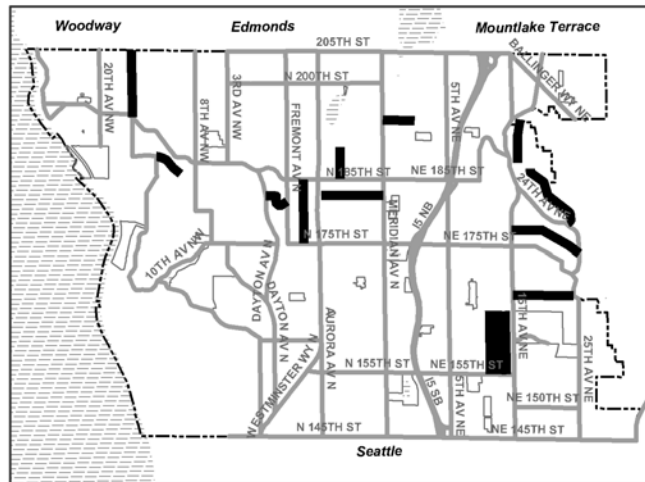 Woodway
Edmonds
Mountlake Terrace
205TH ST
BALLINGER WY NE
20TH AV NW
8TH AV NW
3RD AV NW
N 200TH ST
FREMONT AV N
5TH AV NE
N 185TH ST
NE 185TH ST
24TH AV NE
MERIDIAN AV N
I5 NB
10TH AV NW
N 175TH ST
NE 175TH ST
DAYTON AV N
DAYTON AV N
AURORA AV N
15TH AV NE
25TH AV NE
WESTMINSTER WY N
N 155TH ST
NE 155TH ST
I5 SB
5TH AV NE
NE 150TH ST
N 145TH ST
NE 145TH ST
Seattle